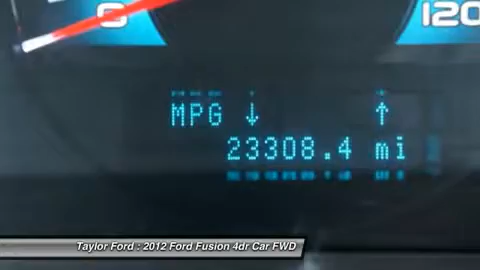 0
120
MPG ↓ ↑
23308.4 mi
Taylor Ford : 2012 Ford Fusion 4dr Car FWD